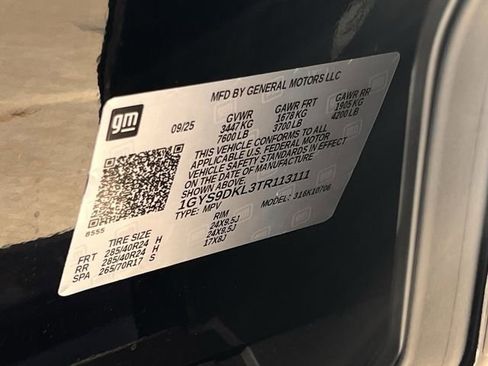 MFD BY GENERAL MOTORS LLC
gm
09/25 GVWR GAWR FRT GAWR RR
3447 KG 1678 KG 1905 KG
7600 LB 3700 LB 4200 LB
THIS VEHICLE CONFORMS TO ALL
APPLICABLE U.S. FEDERAL MOTOR
VEHICLE SAFETY STANDARDS IN EFFECT
ON THE DATE OF MANUFACTURE
SHOWN ABOVE.
1GYS9DKL3TR113111
8555 TYPE: MPV MODEL: 316K10706
TIRE SIZE RIM
FRT 285/40R24 H 24X9.5J
RR 285/40R24 H 24X9.5J
SPA 265/70R17 S 17X8J